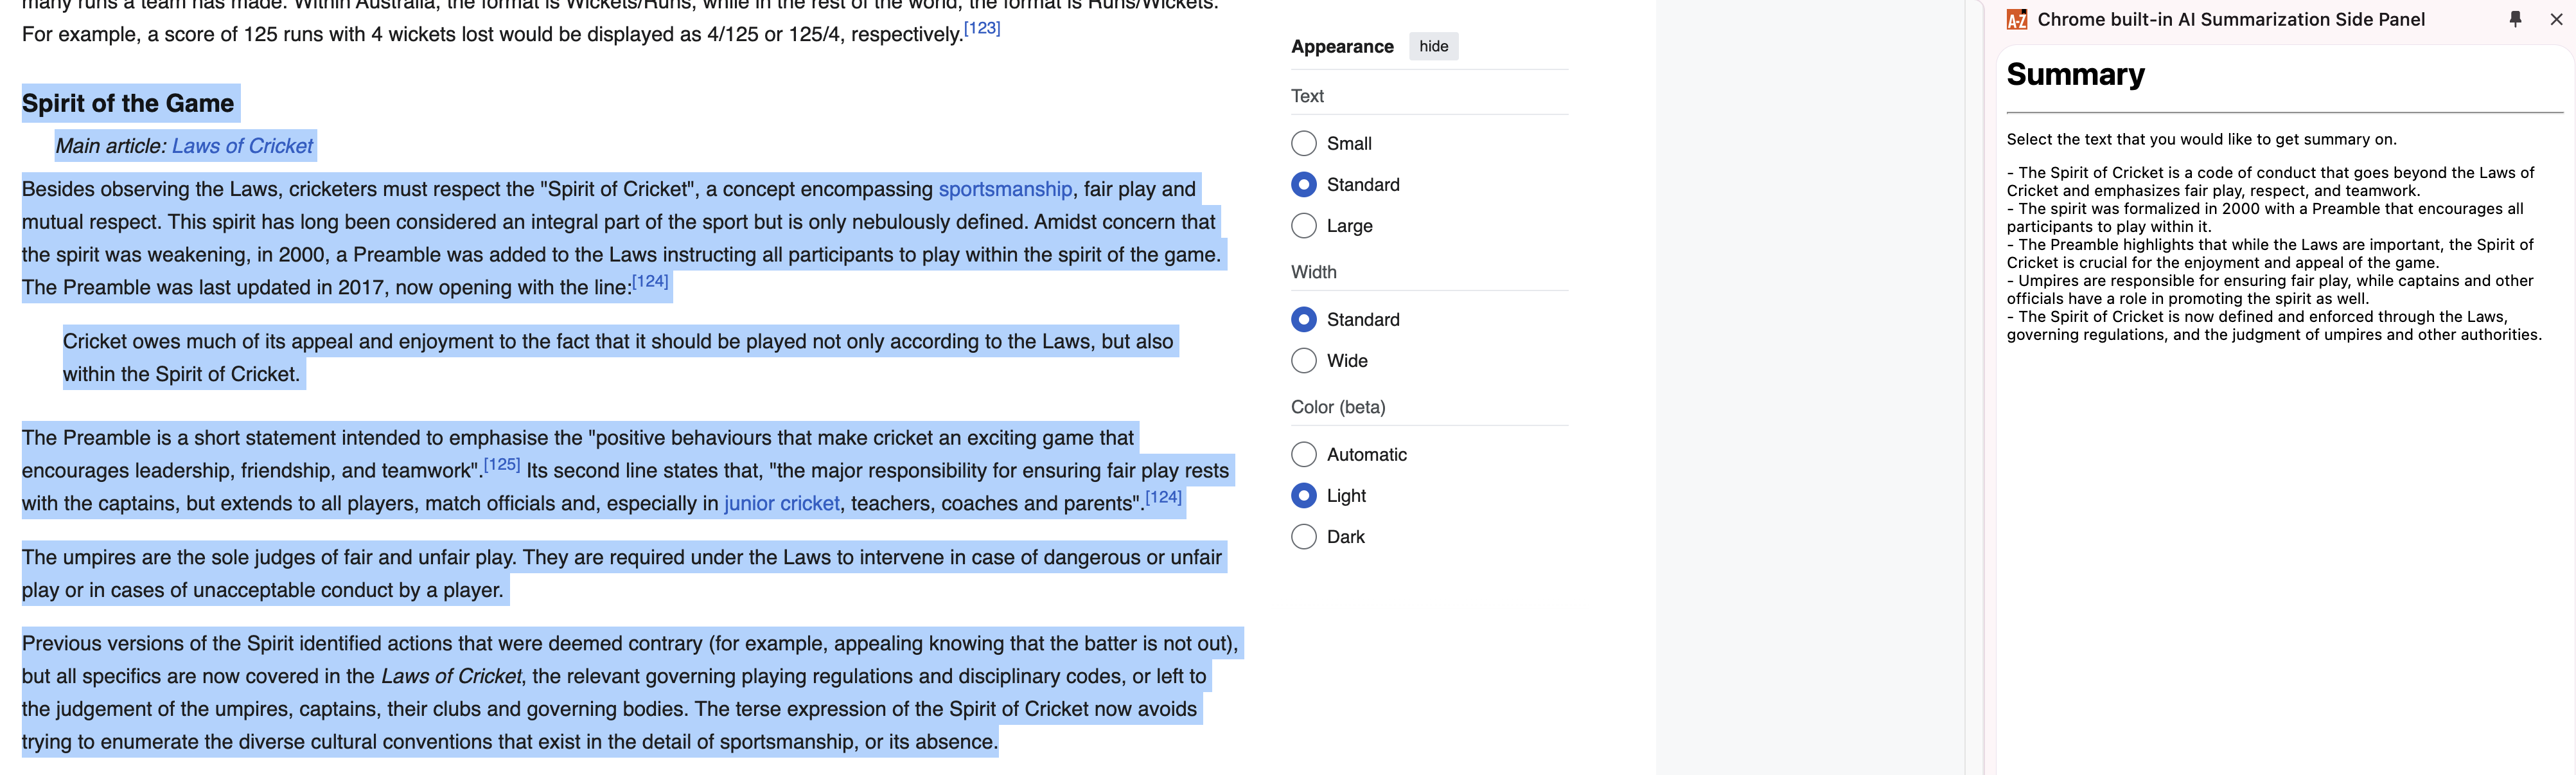 many runs a team has made. Within Australia, the format is Wickets/Runs, while in the rest of the world, the format is Runs/Wickets.
For example, a score of 125 runs with 4 wickets lost would be displayed as 4/125 or 125/4, respectively.[123]
Spirit of the Game
Main article: Laws of Cricket
Besides observing the Laws, cricketers must respect the "Spirit of Cricket", a concept encompassing sportsmanship, fair play and
mutual respect. This spirit has long been considered an integral part of the sport but is only nebulously defined. Amidst concern that
the spirit was weakening, in 2000, a Preamble was added to the Laws instructing all participants to play within the spirit of the game.
The Preamble was last updated in 2017, now opening with the line:[124]
Cricket owes much of its appeal and enjoyment to the fact that it should be played not only according to the Laws, but also
within the Spirit of Cricket.
The Preamble is a short statement intended to emphasise the "positive behaviours that make cricket an exciting game that
encourages leadership, friendship, and teamwork".[125] Its second line states that, "the major responsibility for ensuring fair play rests
with the captains, but extends to all players, match officials and, especially in junior cricket, teachers, coaches and parents".[124]
The umpires are the sole judges of fair and unfair play. They are required under the Laws to intervene in case of dangerous or unfair
play or in cases of unacceptable conduct by a player.
Previous versions of the Spirit identified actions that were deemed contrary (for example, appealing knowing that the batter is not out),
but all specifics are now covered in the Laws of Cricket, the relevant governing playing regulations and disciplinary codes, or left to
the judgement of the umpires, captains, their clubs and governing bodies. The terse expression of the Spirit of Cricket now avoids
trying to enumerate the diverse cultural conventions that exist in the detail of sportsmanship, or its absence.
Appearance hide
Text
Small
Standard
Large
Width
Standard
Wide
Color (beta)
Automatic
Light
Dark
A-Z Chrome built-in AI Summarization Side Panel
Summary
Select the text that you would like to get summary on.
- The Spirit of Cricket is a code of conduct that goes beyond the Laws of
Cricket and emphasizes fair play, respect, and teamwork.
- The spirit was formalized in 2000 with a Preamble that encourages all
participants to play within it.
- The Preamble highlights that while the Laws are important, the Spirit of
Cricket is crucial for the enjoyment and appeal of the game.
- Umpires are responsible for ensuring fair play, while captains and other
officials have a role in promoting the spirit as well.
- The Spirit of Cricket is now defined and enforced through the Laws,
governing regulations, and the judgment of umpires and other authorities.